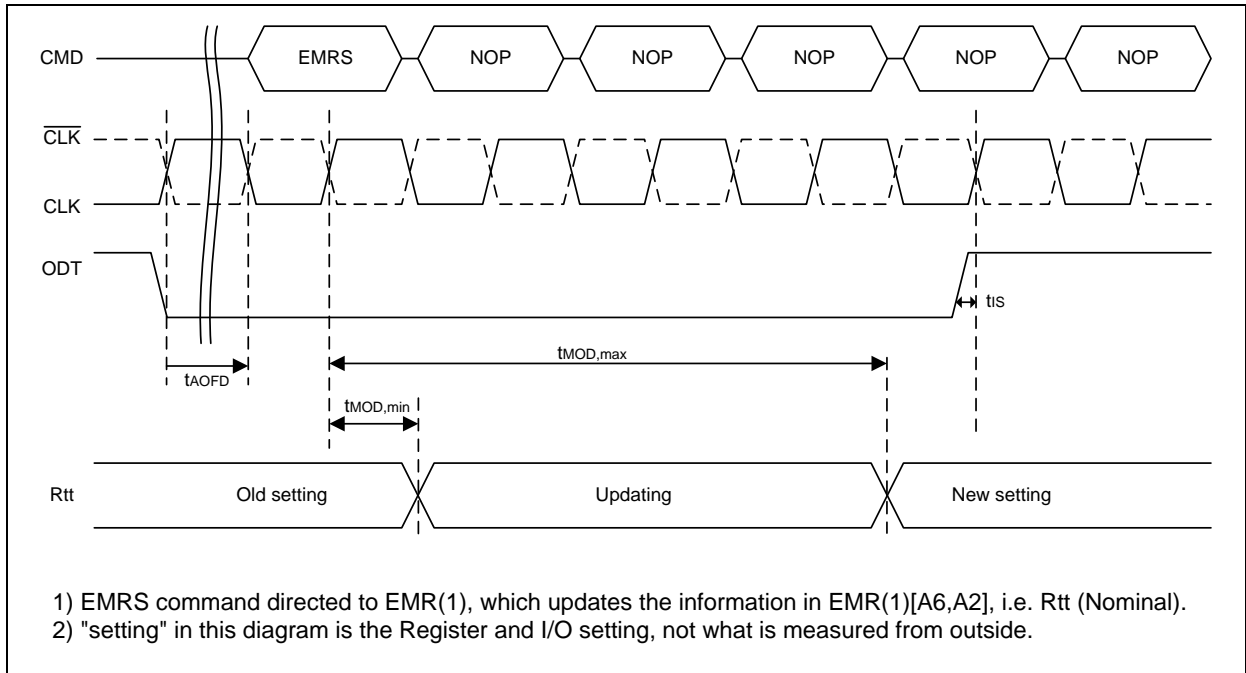 CMD EMRS NOP NOP NOP NOP NOP
CLK
CLK
ODT
tIS
tMOD,max
tAOFD
tMOD,min
Rtt Old setting Updating New setting
1) EMRS command directed to EMR(1), which updates the information in EMR(1)[A6,A2], i.e. Rtt (Nominal).
2) "setting" in this diagram is the Register and I/O setting, not what is measured from outside.